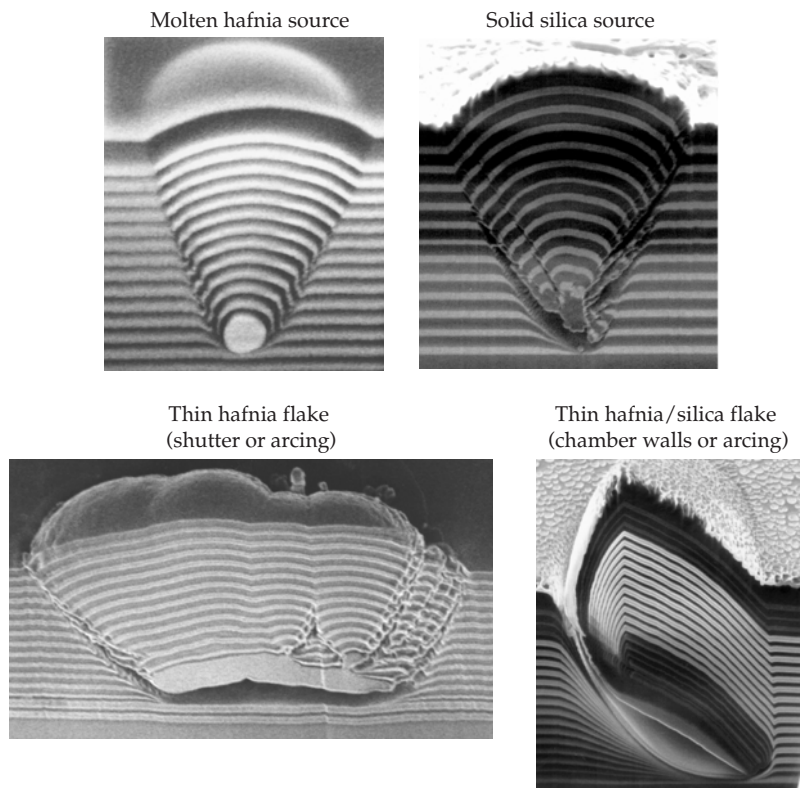 Molten hafnia source
Solid silica source
Thin hafnia flake
(shutter or arcing)
Thin hafnia/silica flake
(chamber walls or arcing)